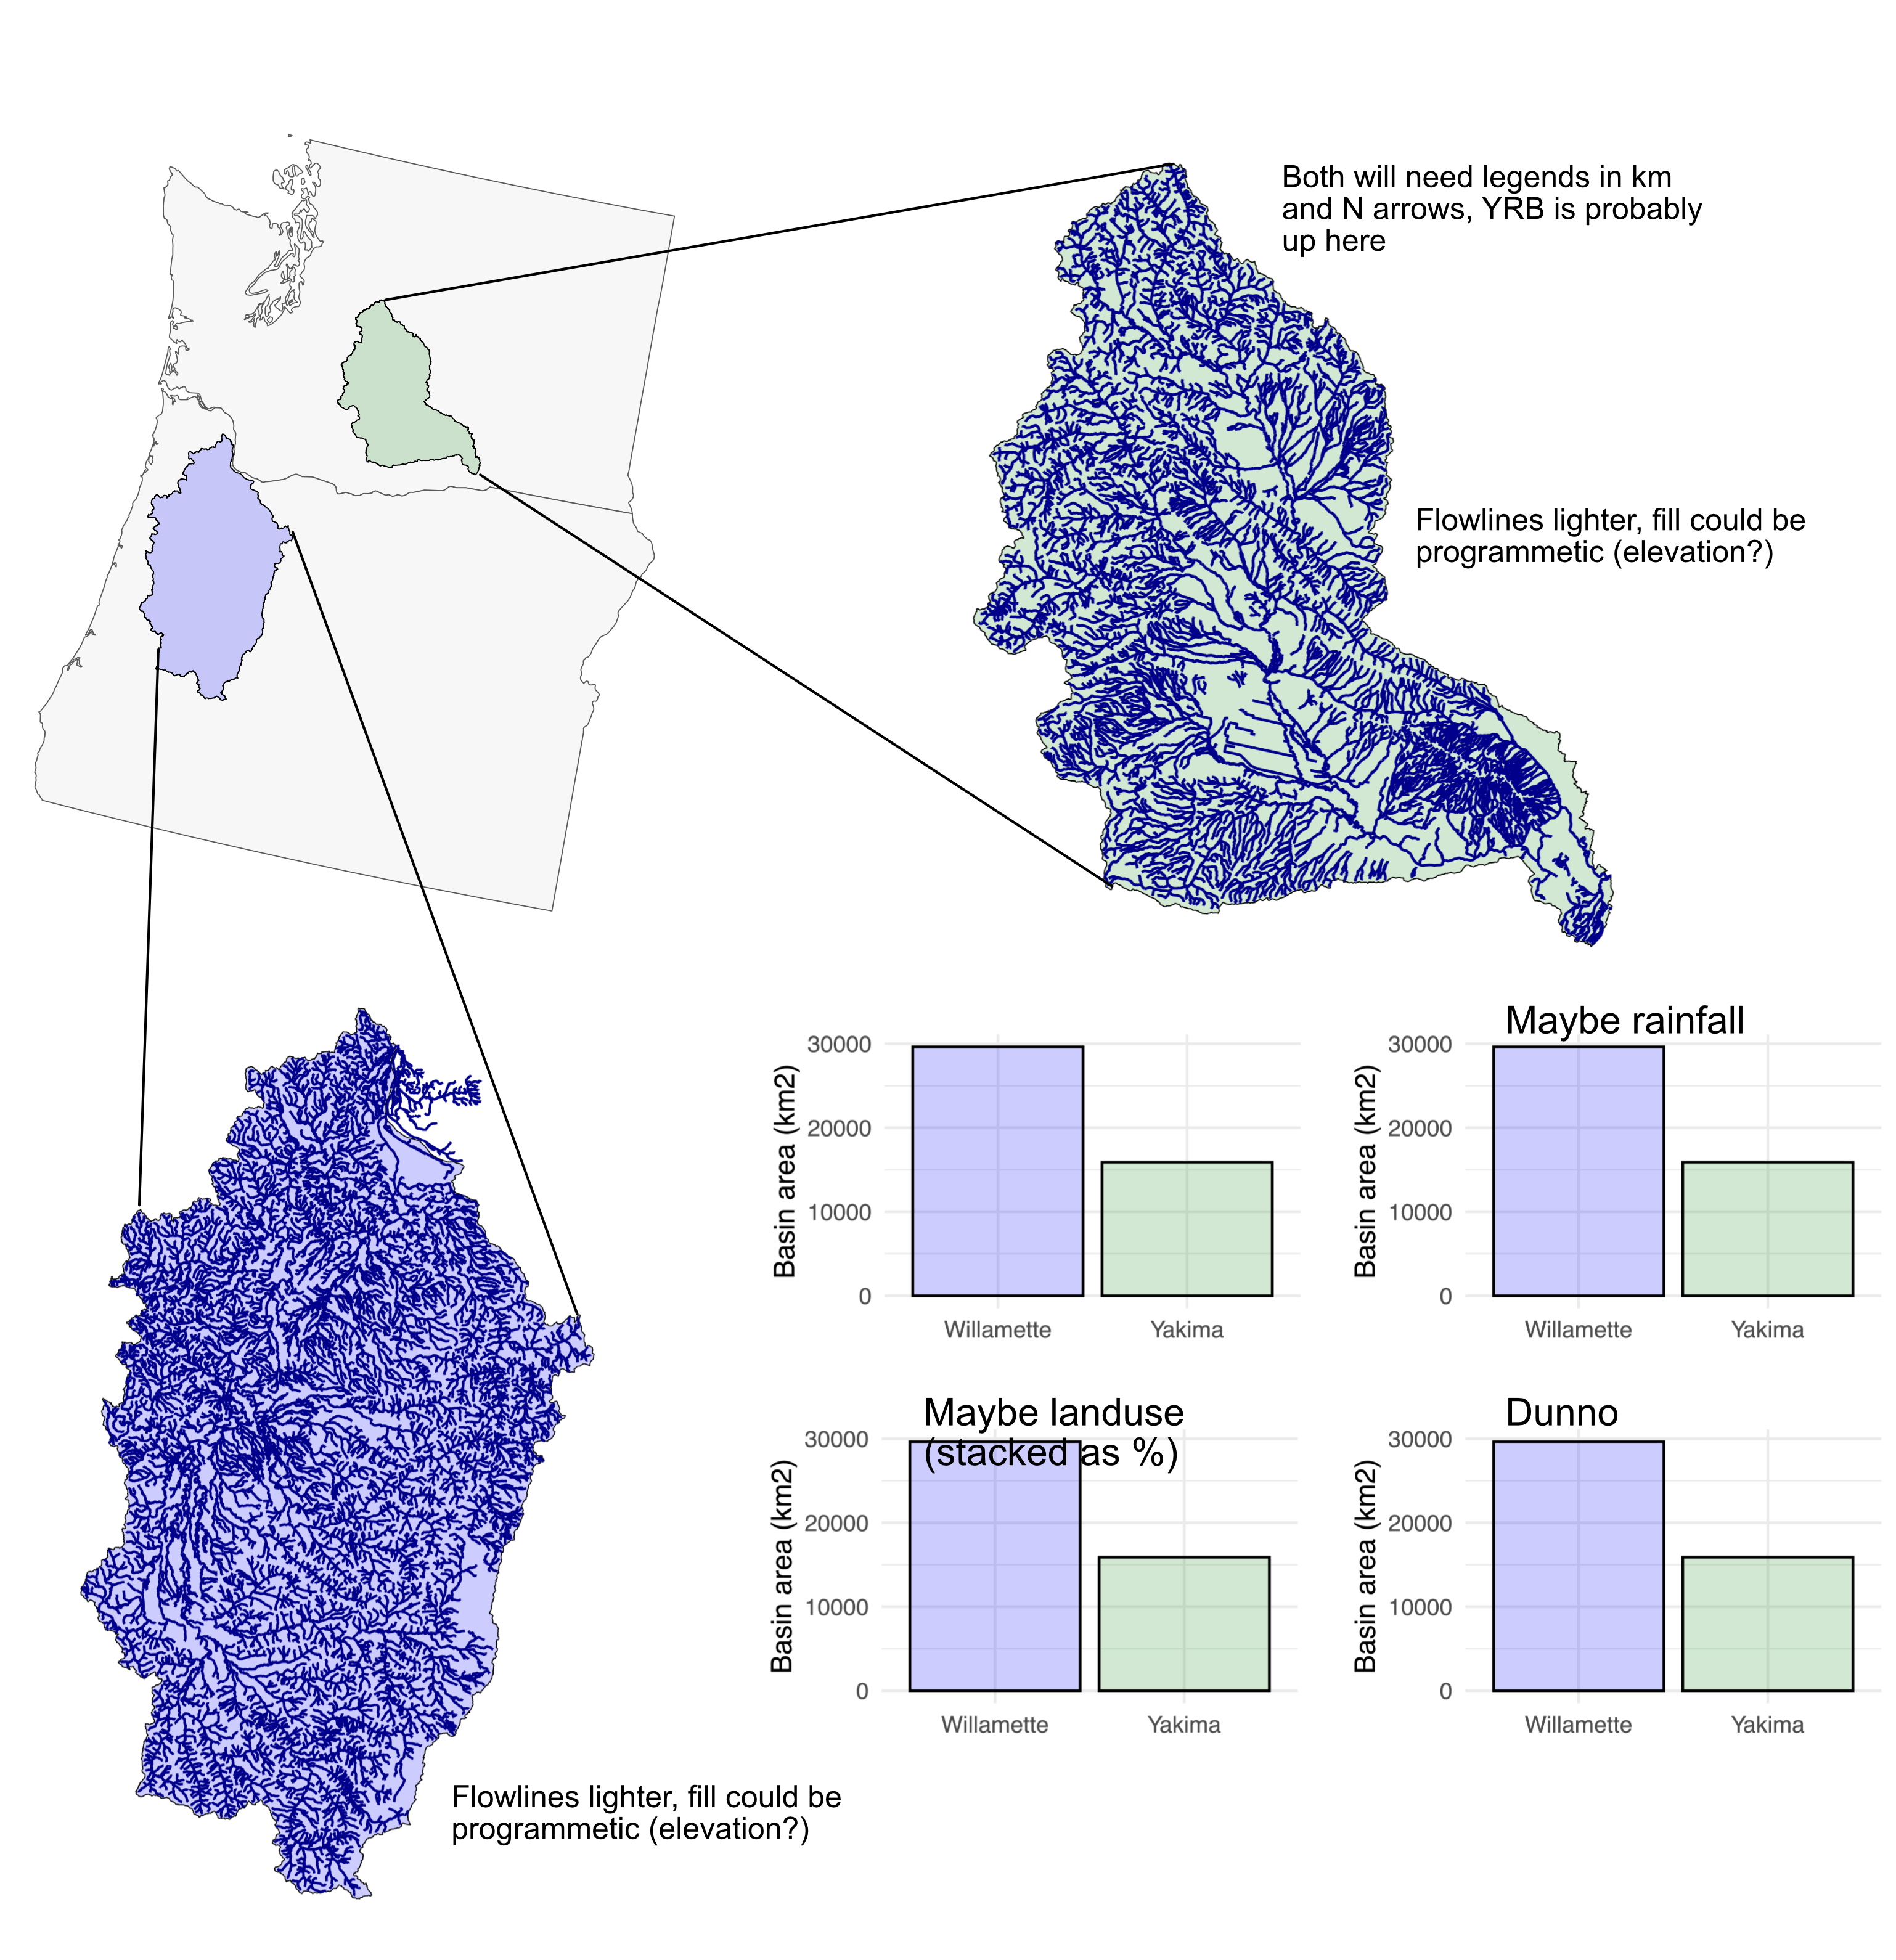 Both will need legends in km
and N arrows, YRB is probably
up here
Flowlines lighter, fill could be
programmetic (elevation?)
Basin area (km2)
30000
20000
10000
0
Willamette
Yakima
Maybe rainfall
Basin area (km2)
30000
20000
10000
0
Willamette
Yakima
Maybe landuse
(stacked as %)
Basin area (km2)
30000
20000
10000
0
Willamette
Yakima
Dunno
Basin area (km2)
30000
20000
10000
0
Willamette
Yakima
Flowlines lighter, fill could be
programmetic (elevation?)